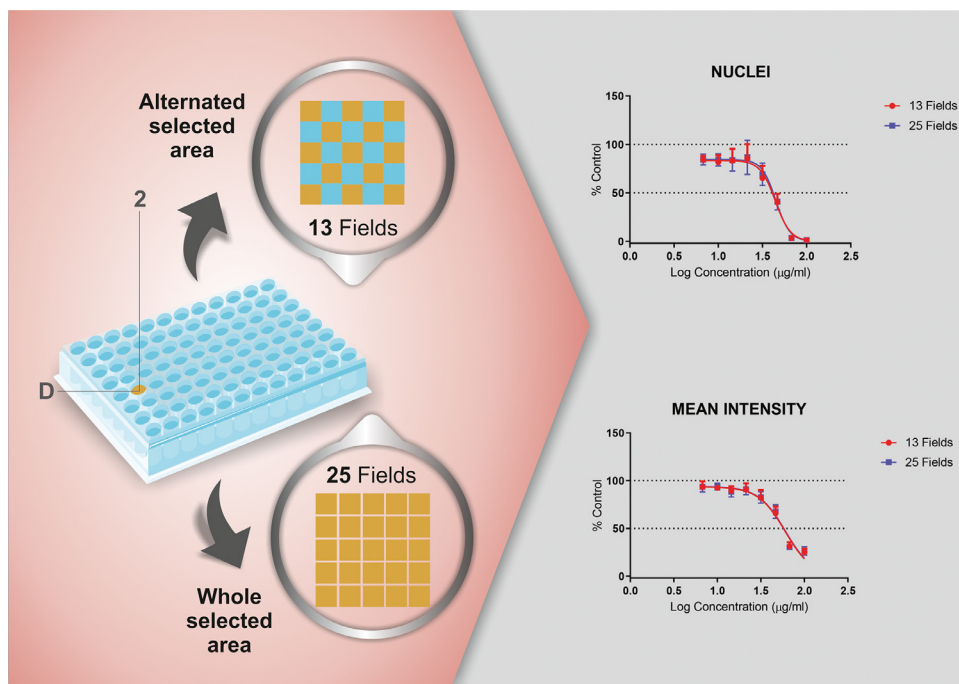 Alternated
selected
area
13 Fields
2
D
25 Fields
Whole
selected
area
NUCLEI
150
100
50
0
% Control
0.0 0.5 1.0 1.5 2.0 2.5
Log Concentration (μg/ml)
13 Fields
25 Fields
MEAN INTENSITY
150
100
50
0
% Control
0.0 0.5 1.0 1.5 2.0 2.5
Log Concentration (μg/ml)
13 Fields
25 Fields